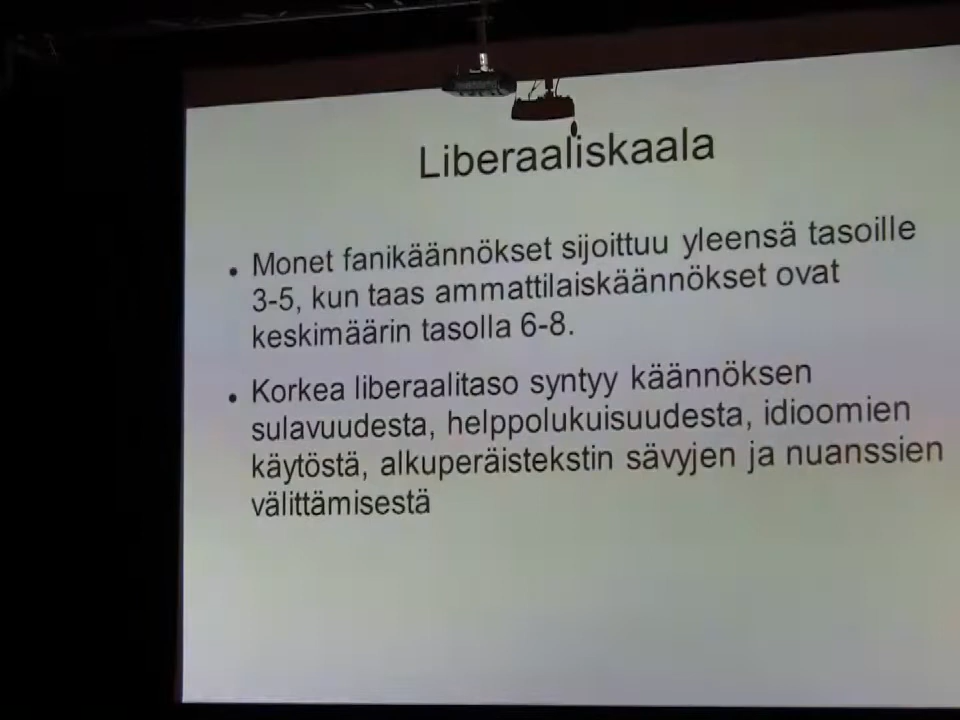 Liberaaliskaala
• Monet fanikäännökset sijoittuu yleensä tasoille
3-5, kun taas ammattilaiskäännökset ovat
keskimäärin tasolla 6-8.
• Korkea liberaalitaso syntyy käännöksen
sulavuudesta, helppolukuisuudesta, idioomien
käytöstä, alkuperäistekstin sävyjen ja nuanssien
välittämisestä